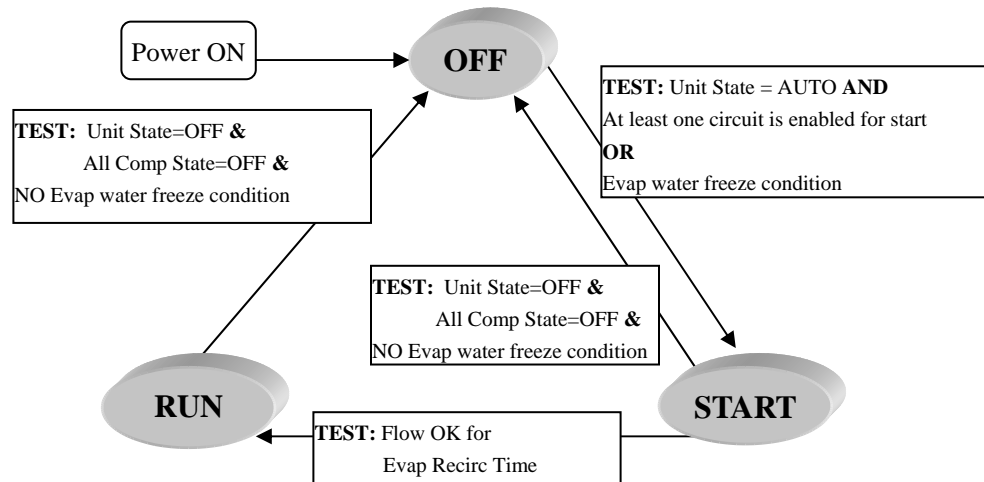 Power ON
OFF
TEST: Unit State = AUTO AND
At least one circuit is enabled for start
OR
Evap water freeze condition
TEST: Unit State=OFF &
All Comp State=OFF &
NO Evap water freeze condition
TEST: Unit State=OFF &
All Comp State=OFF &
NO Evap water freeze condition
RUN
START
TEST: Flow OK for
Evap Recirc Time